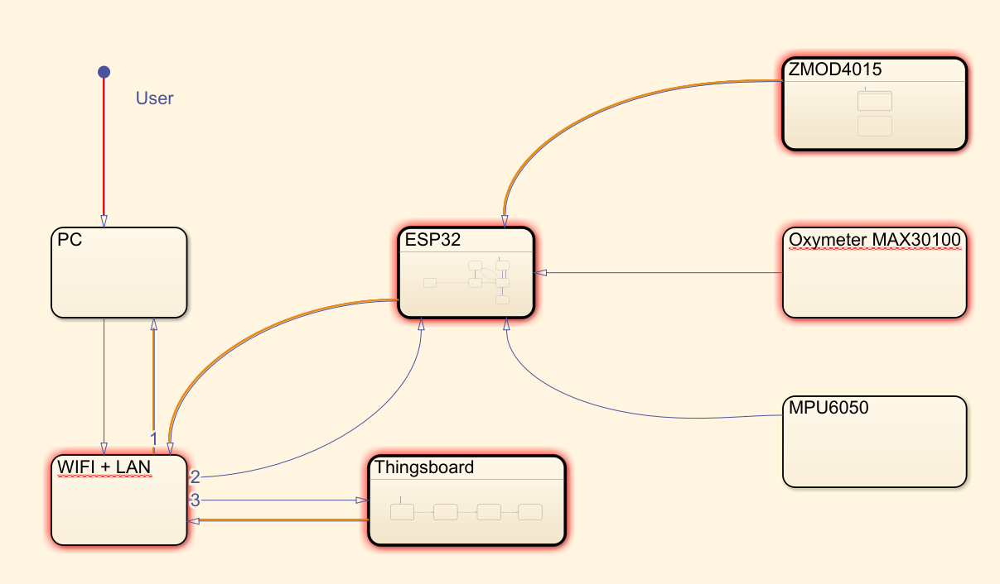 User
ZMOD4015
PC
ESP32
Oxymeter MAX30100
MPU6050
1
WIFI + LAN
2
3
Thingsboard